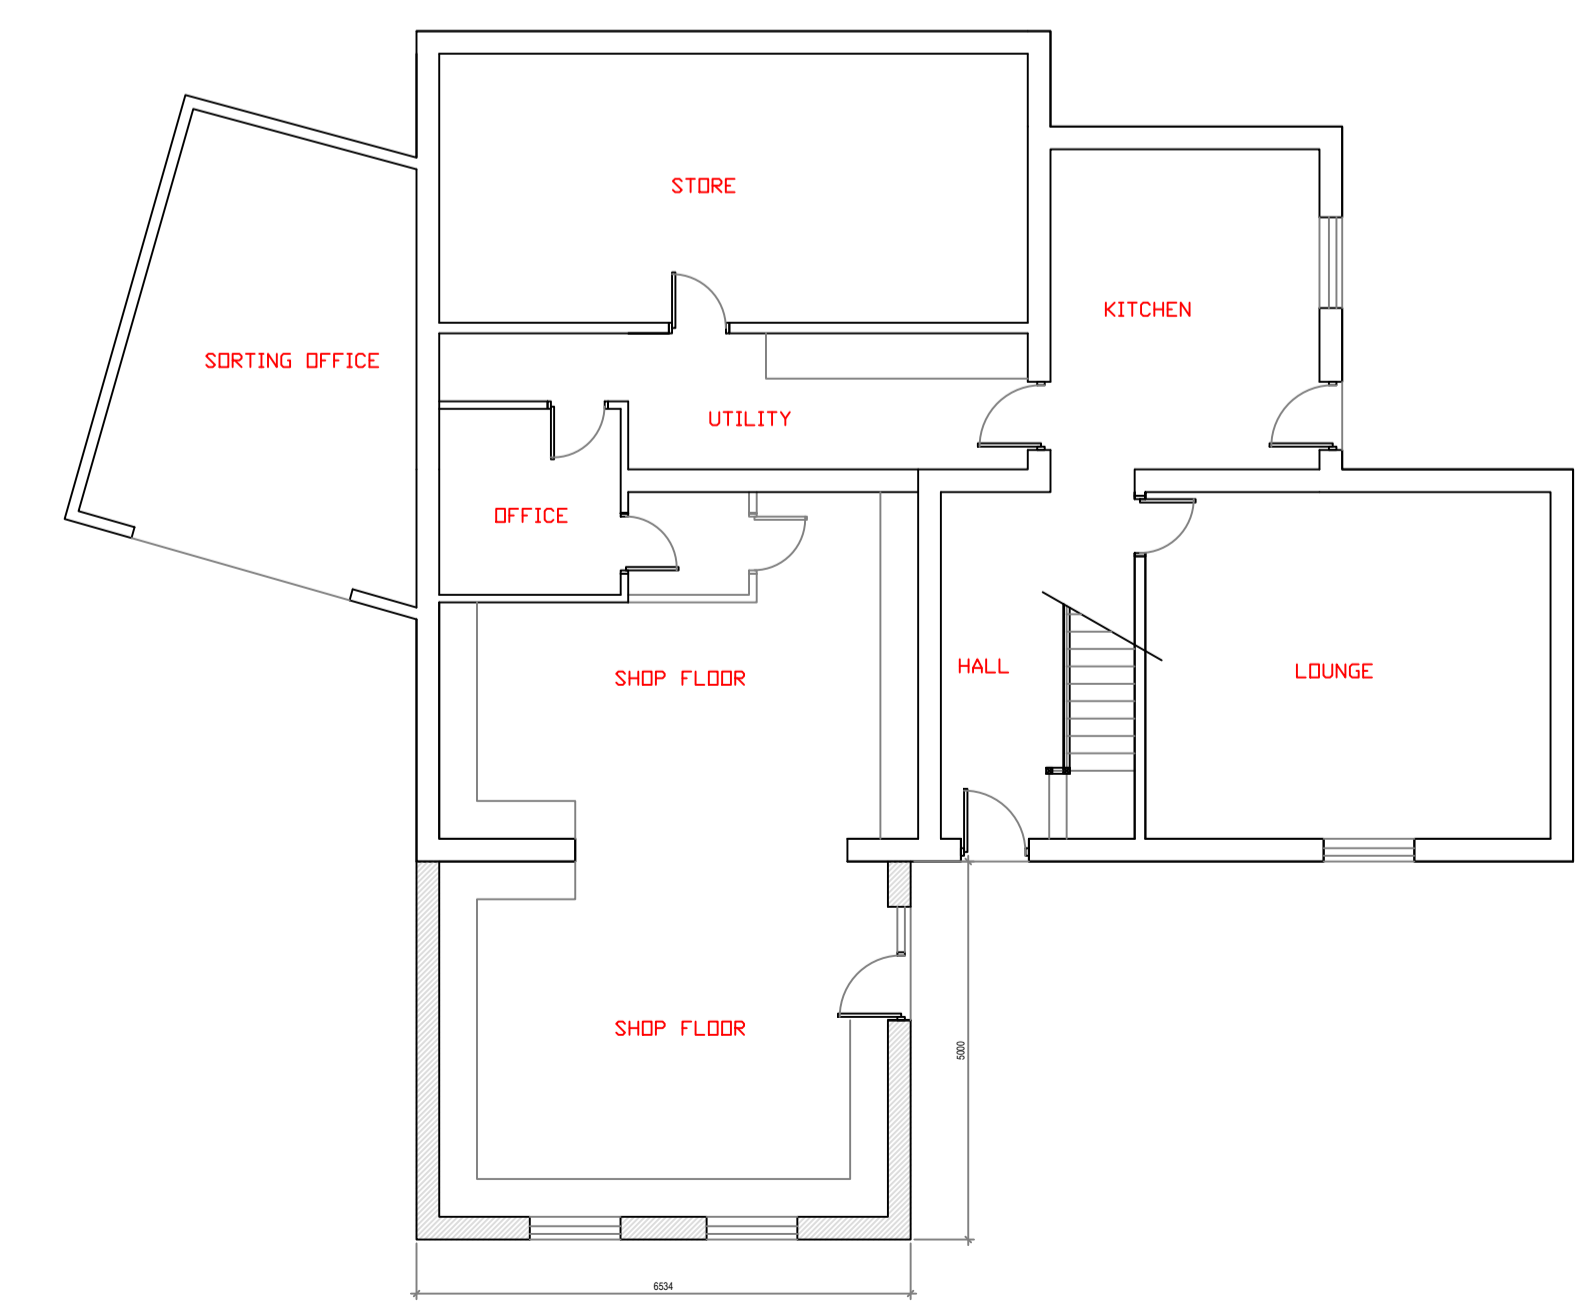 STORE
KITCHEN
SORTING OFFICE
UTILITY
OFFICE
HALL
LOUNGE
SHOP FLOOR
SHOP FLOOR
5000
6534